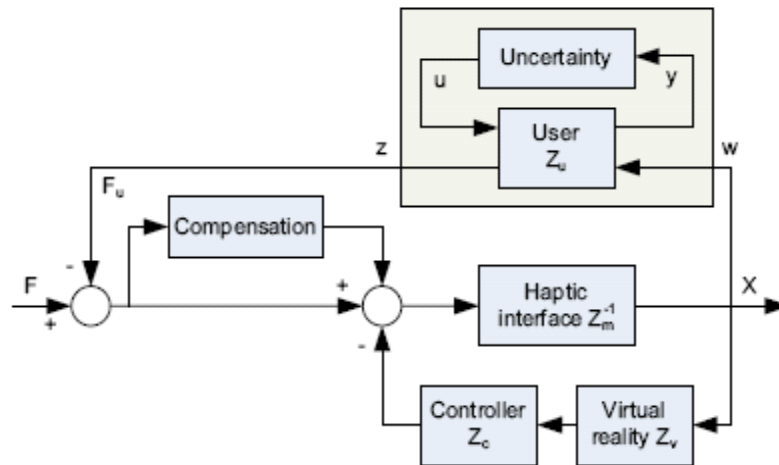 Uncertainty
u
y
User
Z_u
z
w
F_u
Compensation
-
F
+
+
Haptic
interface Z_m^-1
X
-
Controller
Z_c
Virtual
reality Z_v